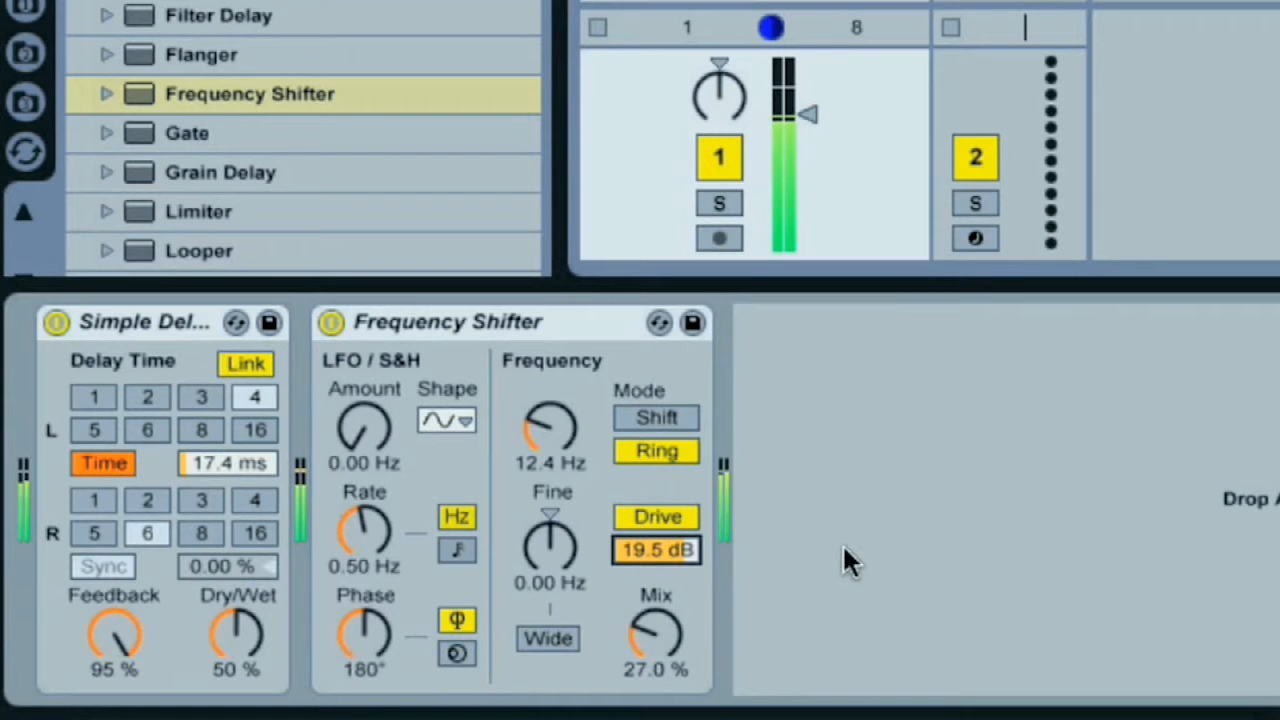 Filter Delay
Flanger
Frequency Shifter
Gate
Grain Delay
Limiter
Looper
1 8
1 2
S S
Simple Del...
Delay Time Link
1 2 3 4
L 5 6 8 16
Time 17.4 ms
1 2 3 4
R 5 6 8 16
Sync 0.00 %
Feedback Dry/Wet
95 % 50 %
Frequency Shifter
LFO / S&H
Amount Shape
0.00 Hz
Rate
Hz
0.50 Hz
Phase
Φ
180°
Frequency
Mode
Shift
12.4 Hz
Ring
Fine
Drive
19.5 dB
0.00 Hz
Mix
Wide
27.0 %